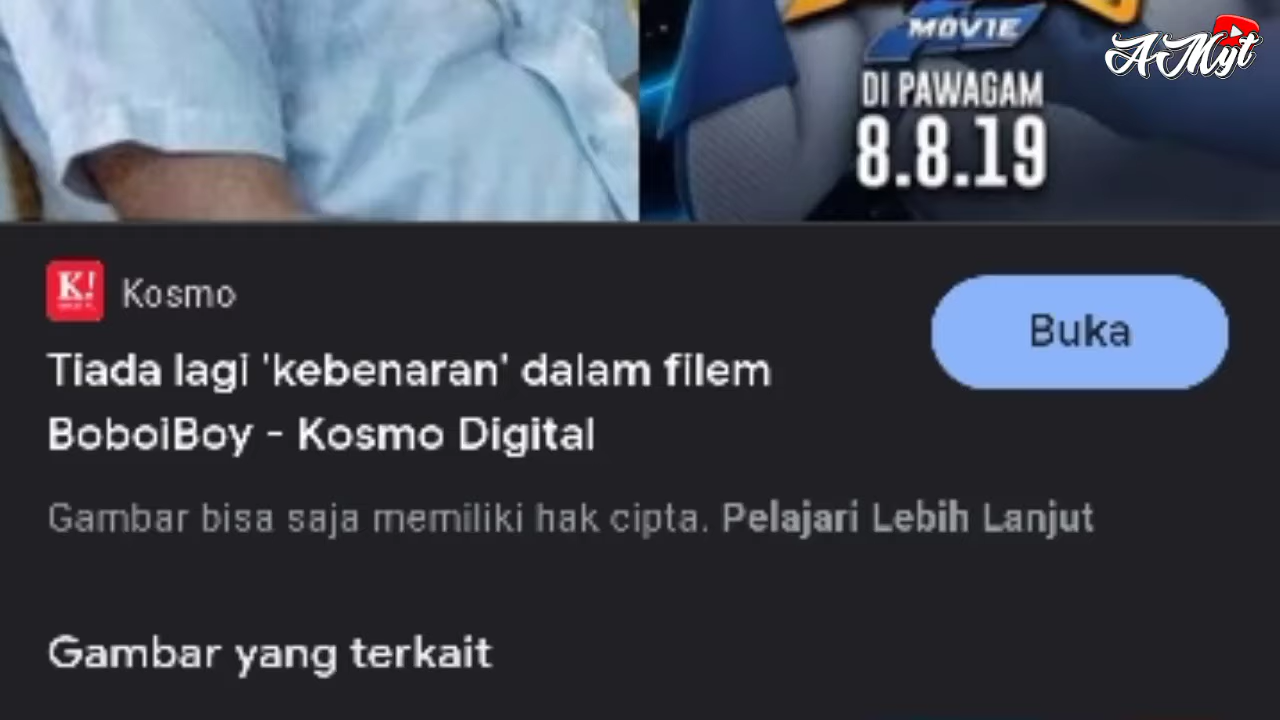 MOVIE
AMyt
DI PAWAGAM
8.8.19
K!
Kosmo
Buka
Tiada lagi 'kebenaran' dalam filem
BoboiBoy - Kosmo Digital
Gambar bisa saja memiliki hak cipta. Pelajari Lebih Lanjut
Gambar yang terkait